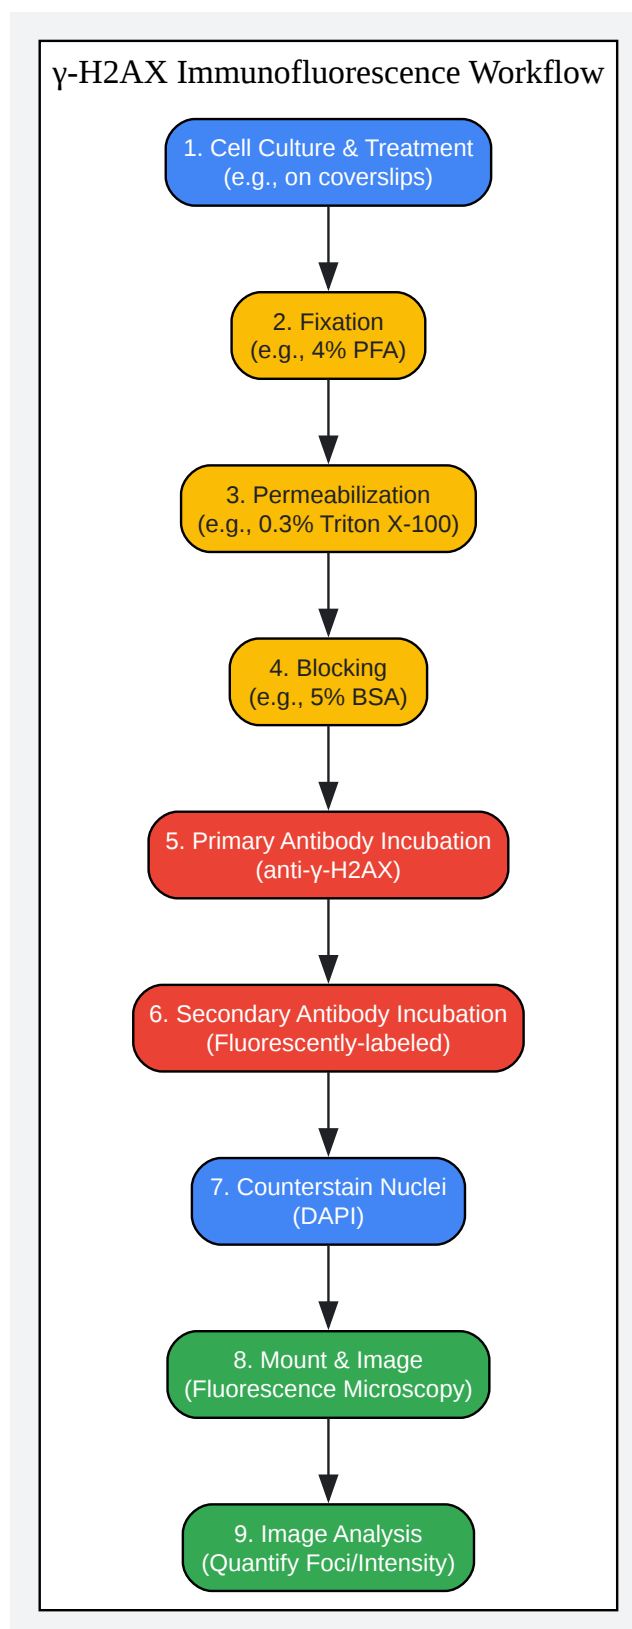 γ-H2AX Immunofluorescence Workflow
1. Cell Culture & Treatment
(e.g., on coverslips)
2. Fixation
(e.g., 4% PFA)
3. Permeabilization
(e.g., 0.3% Triton X-100)
4. Blocking
(e.g., 5% BSA)
5. Primary Antibody Incubation
(anti-γ-H2AX)
6. Secondary Antibody Incubation
(Fluorescently-labeled)
7. Counterstain Nuclei
(DAPI)
8. Mount & Image
(Fluorescence Microscopy)
9. Image Analysis
(Quantify Foci/Intensity)